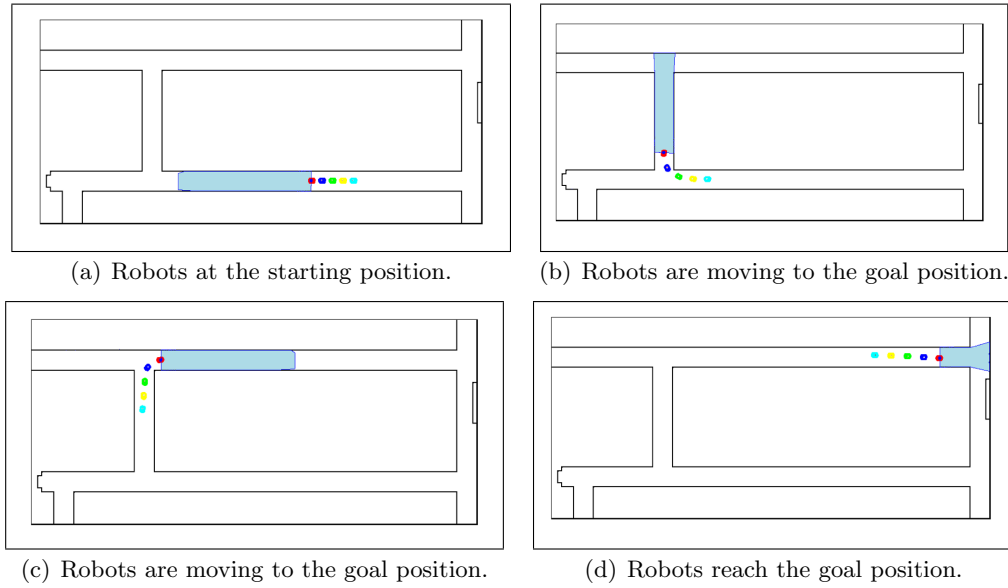 (a) Robots at the starting position.
(b) Robots are moving to the goal position.
(c) Robots are moving to the goal position.
(d) Robots reach the goal position.